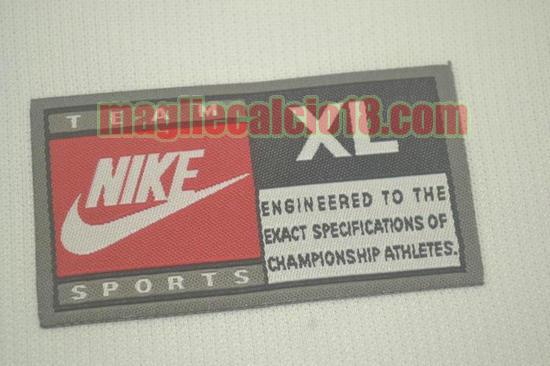 TEAM
magliecalcio18.com
XL
NIKE
ENGINEERED TO THE
EXACT SPECIFICATIONS OF
CHAMPIONSHIP ATHLETES.
SPORTS